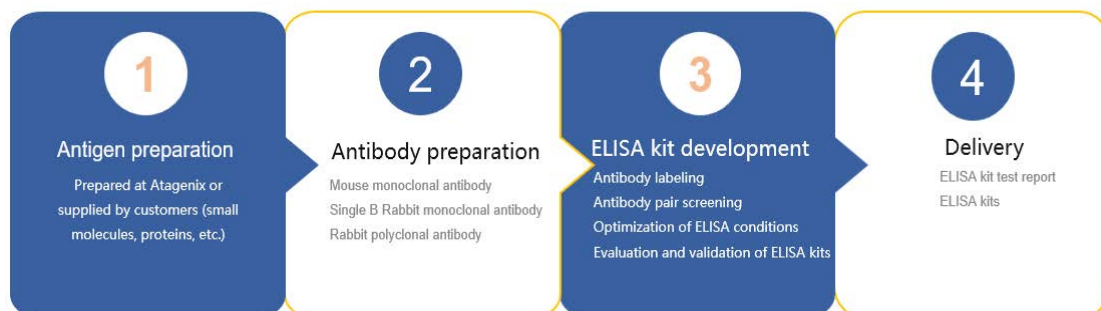 1
Antigen preparation
Prepared at Atagenix or
supplied by customers (small
molecules, proteins, etc.)
2
Antibody preparation
Mouse monoclonal antibody
Single B Rabbit monoclonal antibody
Rabbit polyclonal antibody
3
ELISA kit development
Antibody labeling
Antibody pair screening
Optimization of ELISA conditions
Evaluation and validation of ELISA kits
4
Delivery
ELISA kit test report
ELISA kits